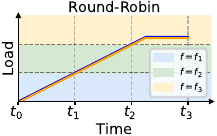 Round-Robin
Load
f = f₁
f = f₂
f = f₃
t₀ t₁ t₂ t₃
Time